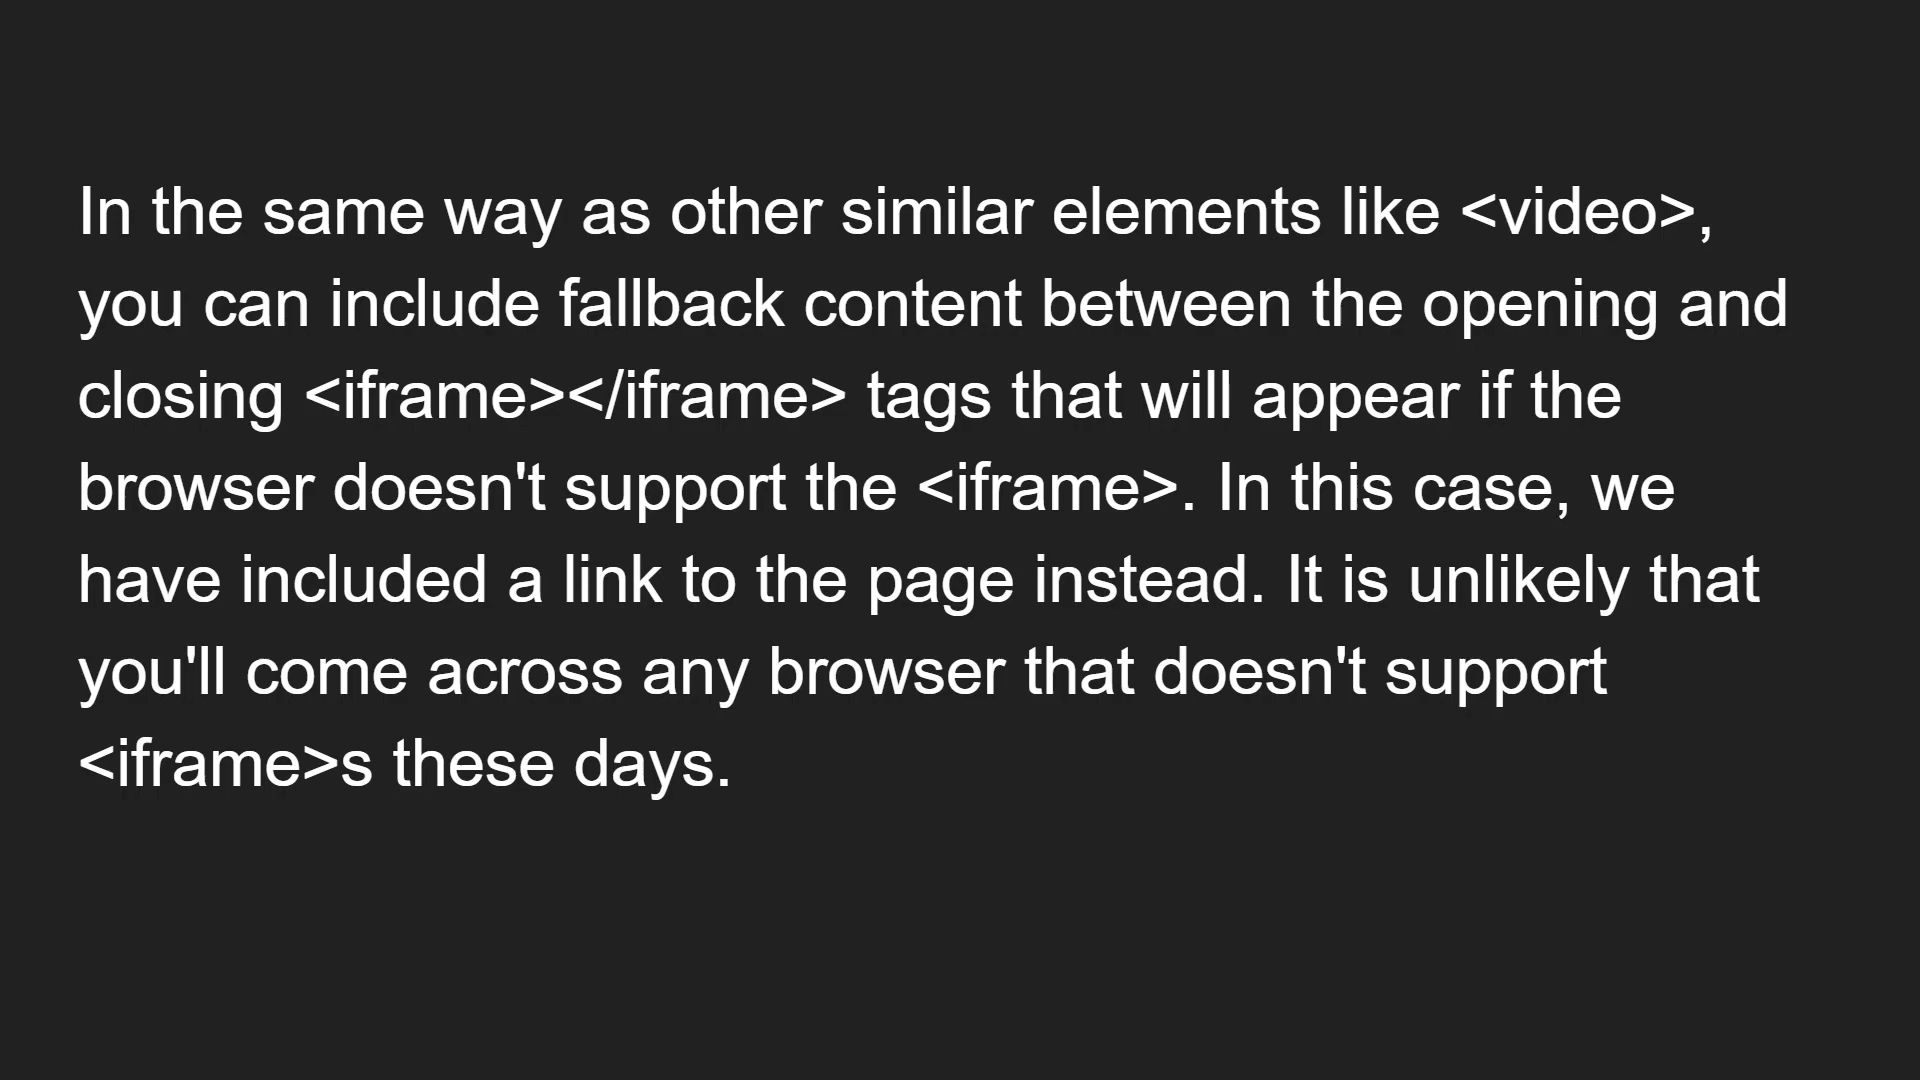 In the same way as other similar elements like <video>,
you can include fallback content between the opening and
closing <iframe></iframe> tags that will appear if the
browser doesn't support the <iframe>. In this case, we
have included a link to the page instead. It is unlikely that
you'll come across any browser that doesn't support
<iframe>s these days.